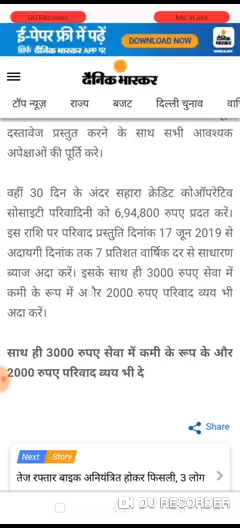 DU Recorder
Mic in use
ई-पेपर फ्री में पढ़ें
सिर्फ दैनिक भास्कर APP पर
DOWNLOAD NOW
दैनिक भास्कर
टॉप न्यूज़ राज्य बजट दिल्ली चुनाव
दस्तावेज प्रस्तुत करने के साथ सभी आवश्यक
अपेक्षाओं की पूर्ति करे।
वहीं 30 दिन के अंदर सहारा क्रेडिट कोऑपरेटिव
सोसाइटी परिवादिनी को 6,94,800 रुपए प्रदत करें।
इस राशि पर परिवाद प्रस्तुति दिनांक 17 जून 2019 से
अदायगी दिनांक तक 7 प्रतिशत वार्षिक दर से साधारण
ब्याज अदा करें। इसके साथ ही 3000 रुपए सेवा में
कमी के रूप में अौर 2000 रुपए परिवाद व्यय भी
अदा करें।
साथ ही 3000 रुपए सेवा में कमी के रूप के और
2000 रुपए परिवाद व्यय भी दे
Share
Next Story
तेज रफ्तार बाइक अनियंत्रित होकर फिसली, 3 लोग
DU RECORDER